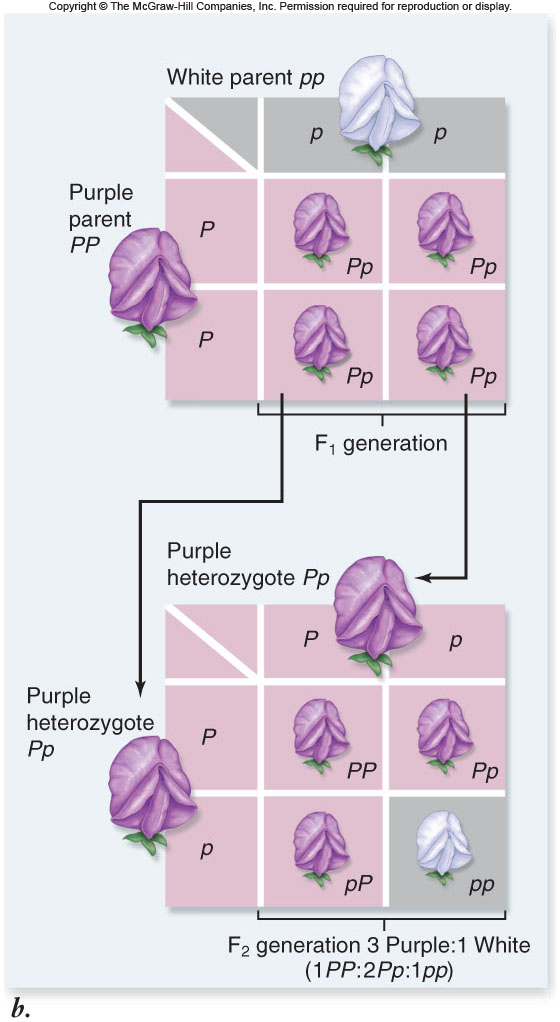 Copyright © The McGraw-Hill Companies, Inc. Permission required for reproduction or display.
White parent pp
p p
Purple
parent
PP
P
Pp Pp
P
Pp Pp
F₁ generation
Purple
heterozygote Pp
P p
Purple
heterozygote
Pp
P
PP Pp
p
pP pp
F₂ generation 3 Purple:1 White
(1PP:2Pp:1pp)
b.